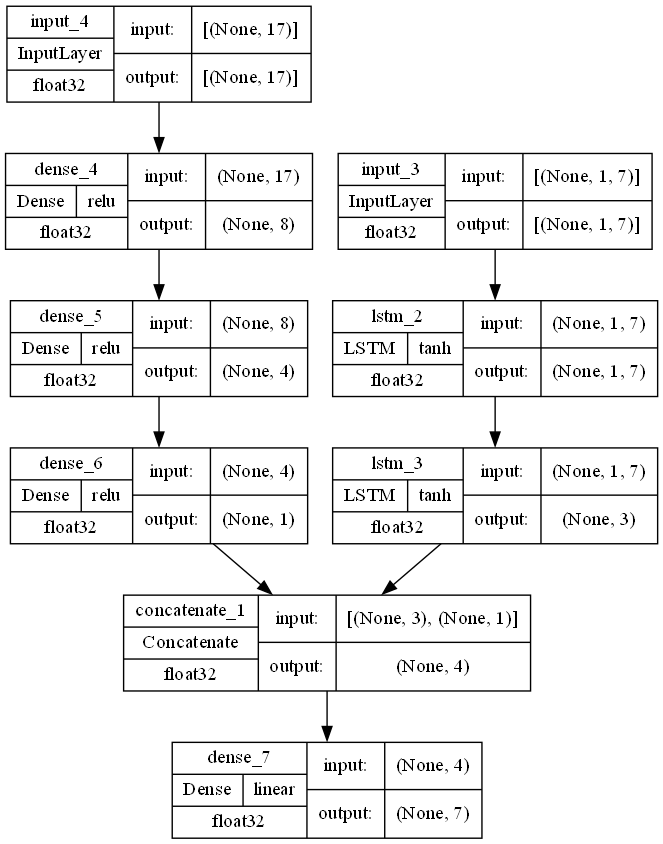 input_4
InputLayer
float32
input: [(None, 17)]
output: [(None, 17)]
dense_4
Dense relu
float32
input: (None, 17)
output: (None, 8)
input_3
InputLayer
float32
input: [(None, 1, 7)]
output: [(None, 1, 7)]
dense_5
Dense relu
float32
input: (None, 8)
output: (None, 4)
lstm_2
LSTM tanh
float32
input: (None, 1, 7)
output: (None, 1, 7)
dense_6
Dense relu
float32
input: (None, 4)
output: (None, 1)
lstm_3
LSTM tanh
float32
input: (None, 1, 7)
output: (None, 3)
concatenate_1
Concatenate
float32
input: [(None, 3), (None, 1)]
output: (None, 4)
dense_7
Dense linear
float32
input: (None, 4)
output: (None, 7)